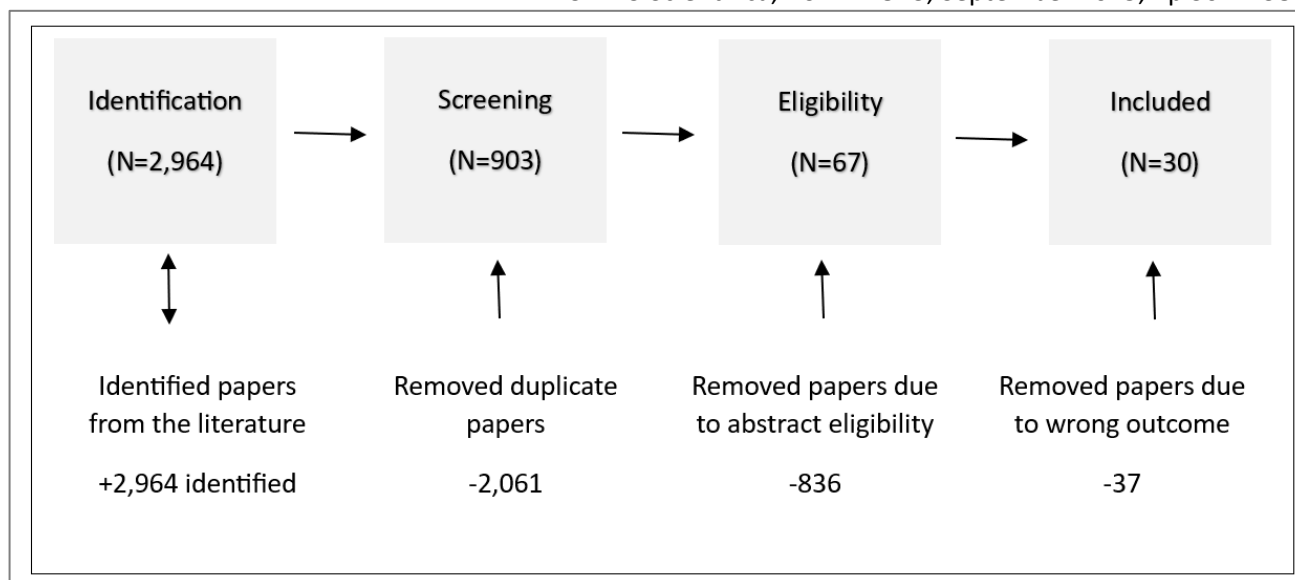 Identification
(N=2,964)
Screening
(N=903)
Eligibility
(N=67)
Included
(N=30)
Identified papers
from the literature
+2,964 identified
Removed duplicate
papers
-2,061
Removed papers due
to abstract eligibility
-836
Removed papers due
to wrong outcome
-37